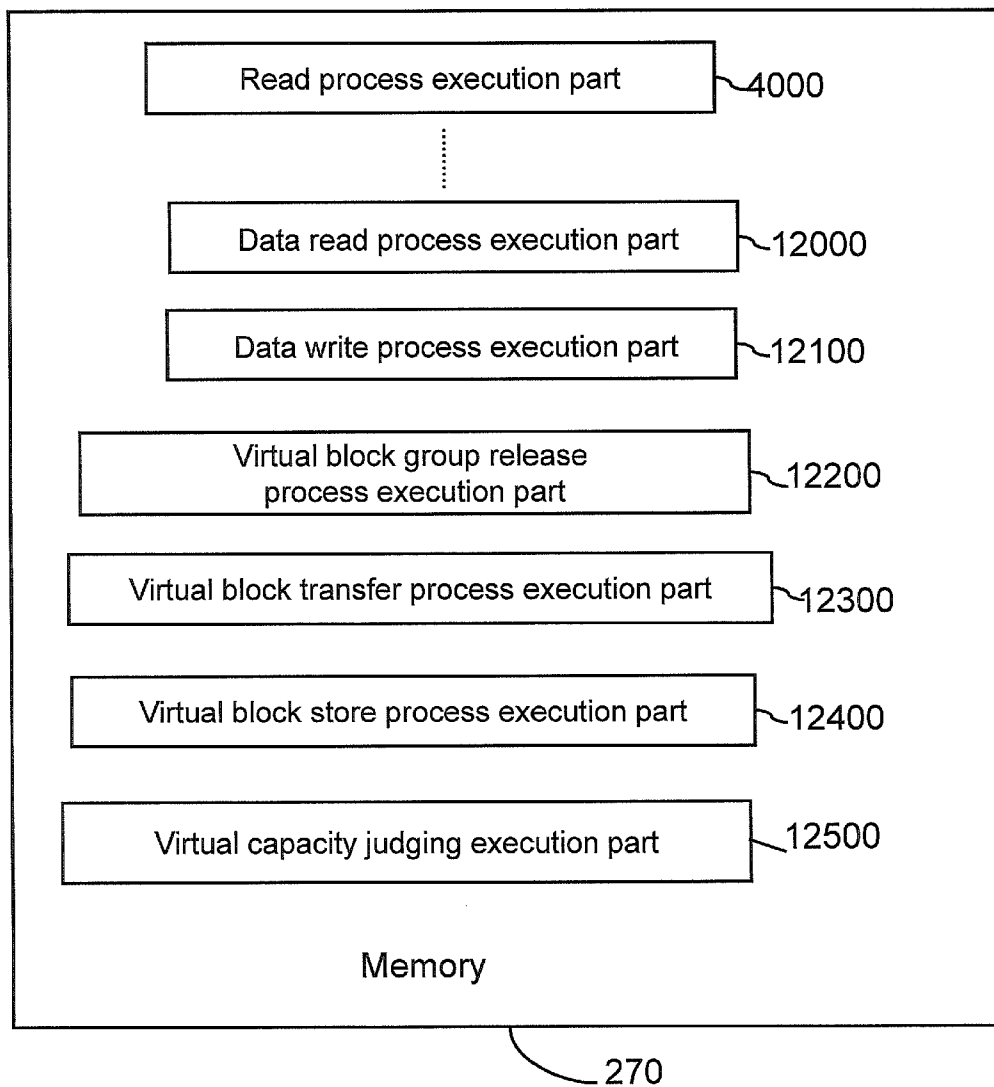 Read process execution part
4000
Data read process execution part
12000
Data write process execution part
12100
Virtual block group release
process execution part
12200
Virtual block transfer process execution part
12300
Virtual block store process execution part
12400
Virtual capacity judging execution part
12500
Memory
270